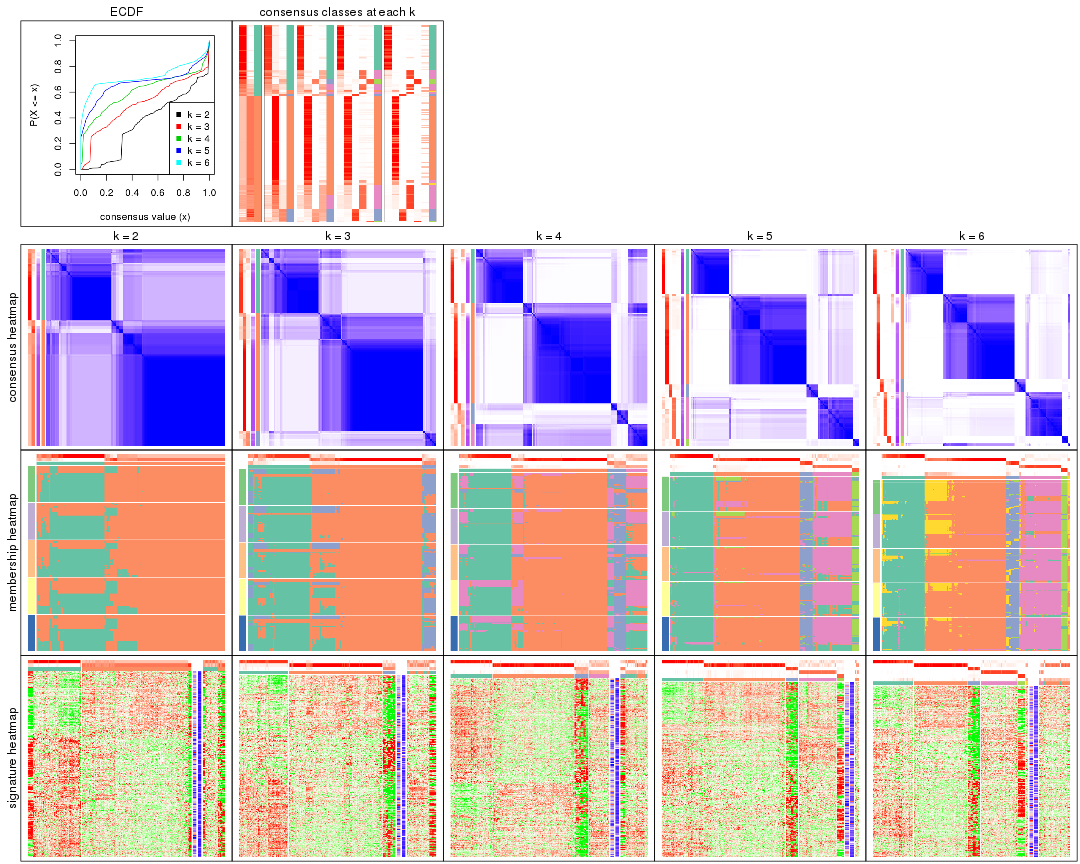 ECDF
consensus classes at each k
P(X <= x)
0.0 0.2 0.4 0.6 0.8 1.0
k = 2
k = 3
k = 4
k = 5
k = 6
0.0 0.2 0.4 0.6 0.8 1.0
consensus value (x)
k = 2 k = 3 k = 4 k = 5 k = 6
consensus heatmap
membership heatmap
signature heatmap